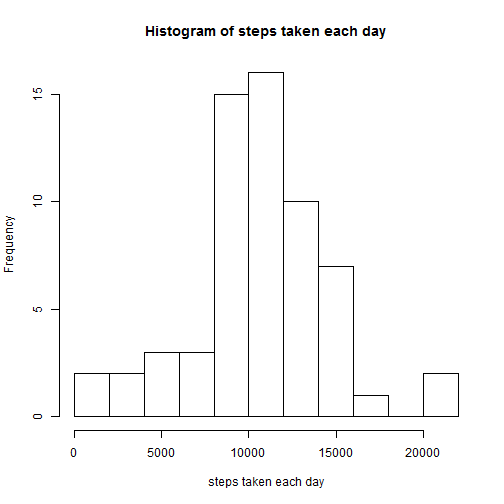 Histogram of steps taken each day
Frequency
15
10
5
0
0 5000 10000 15000 20000
steps taken each day